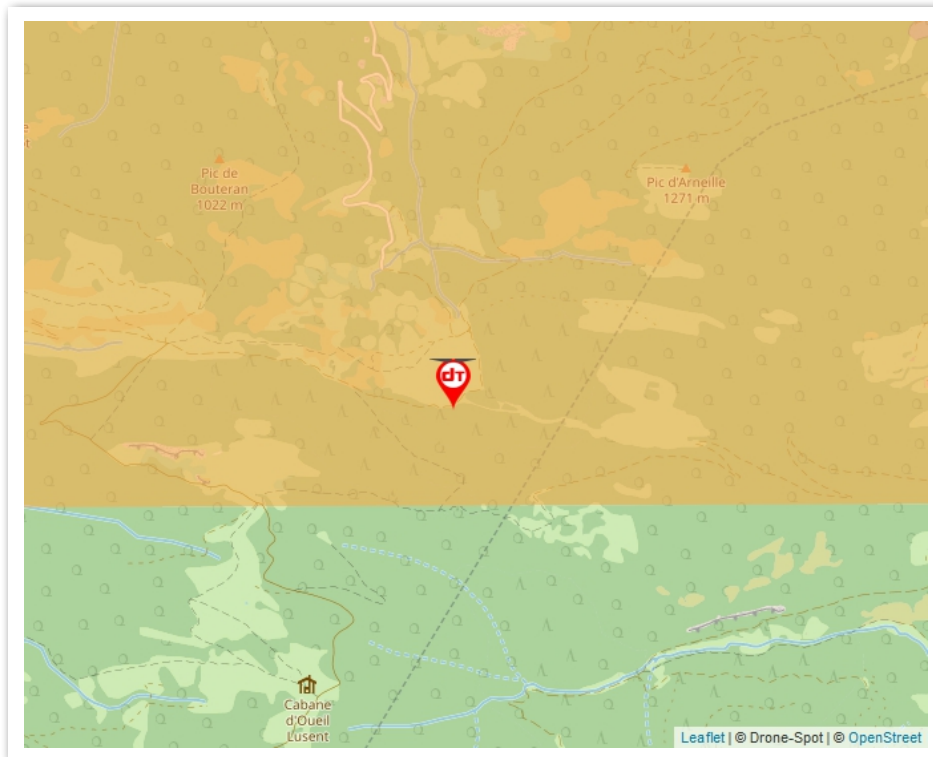 Pic de
Bouteran
1022 m
Pic d'Arneille
1271 m
dT
Cabane
d'Oueil
Lusent
Leaflet | © Drone-Spot | © OpenStreet